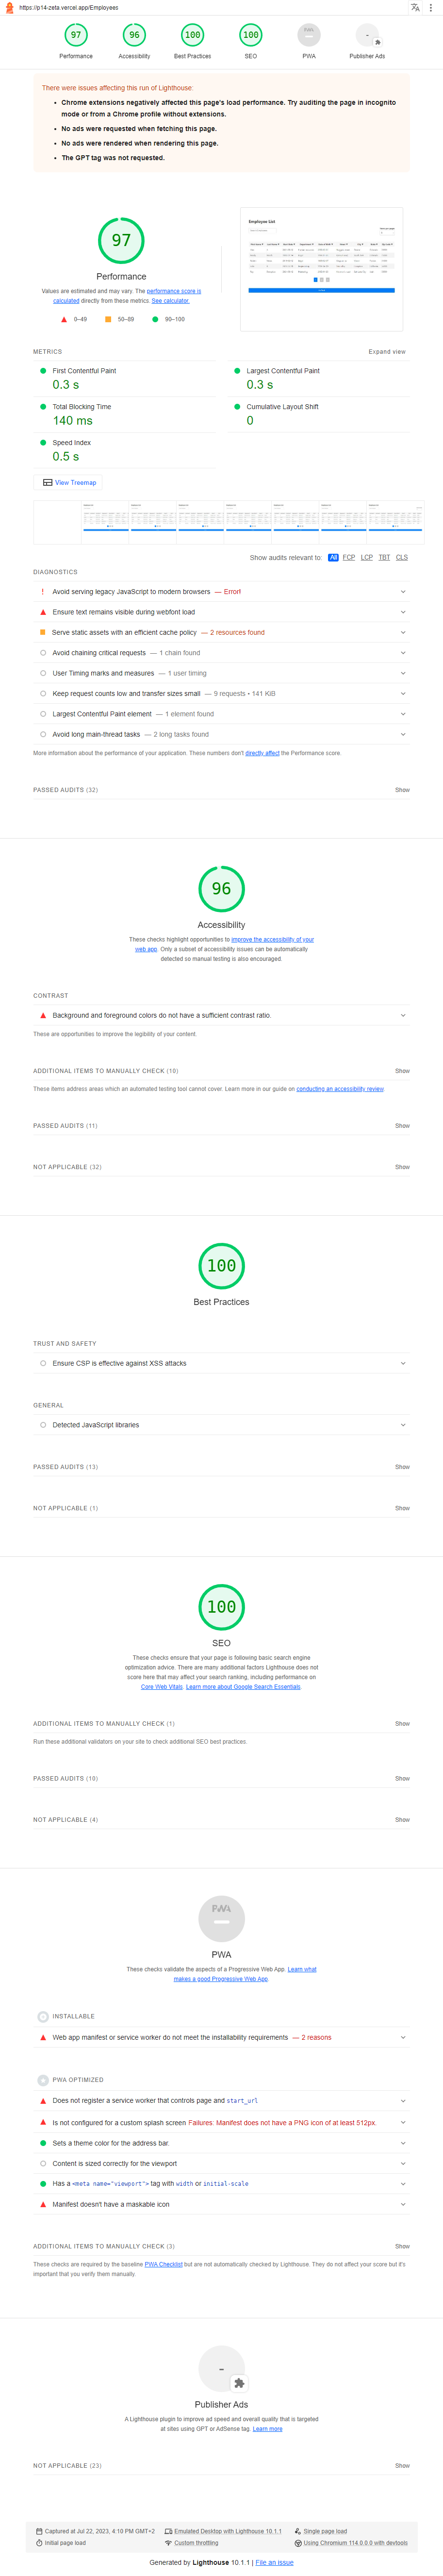 https://p14-zeta.vercel.app/Employees
97
96
100
100
PWA
-
Performance
Accessibility
Best Practices
SEO
PWA
Publisher Ads
There were issues affecting this run of Lighthouse:
Chrome extensions negatively affected this page's load performance. Try auditing the page in incognito
mode or from a Chrome profile without extensions.
No ads were requested when fetching this page.
No ads were rendered when rendering this page.
The GPT tag was not requested.
97
Performance
Values are estimated and may vary. The performance score is
calculated directly from these metrics. See calculator.
0–49
50–89
90–100
Employee List
METRICS
Expand view
First Contentful Paint
0.3 s
Largest Contentful Paint
0.3 s
Total Blocking Time
140 ms
Cumulative Layout Shift
0
Speed Index
0.5 s
View Treemap
Show audits relevant to: All FCP LCP TBT CLS
DIAGNOSTICS
! Avoid serving legacy JavaScript to modern browsers — Error!
Ensure text remains visible during webfont load
Serve static assets with an efficient cache policy — 2 resources found
Avoid chaining critical requests — 1 chain found
User Timing marks and measures — 1 user timing
Keep request counts low and transfer sizes small — 9 requests • 141 KiB
Largest Contentful Paint element — 1 element found
Avoid long main-thread tasks — 2 long tasks found
More information about the performance of your application. These numbers don't directly affect the Performance score.
PASSED AUDITS (32)
Show
96
Accessibility
These checks highlight opportunities to improve the accessibility of your
web app. Only a subset of accessibility issues can be automatically
detected so manual testing is also encouraged.
CONTRAST
Background and foreground colors do not have a sufficient contrast ratio.
These are opportunities to improve the legibility of your content.
ADDITIONAL ITEMS TO MANUALLY CHECK (10)
Show
These items address areas which an automated testing tool cannot cover. Learn more in our guide on conducting an accessibility review.
PASSED AUDITS (11)
Show
NOT APPLICABLE (32)
Show
100
Best Practices
TRUST AND SAFETY
Ensure CSP is effective against XSS attacks
GENERAL
Detected JavaScript libraries
PASSED AUDITS (13)
Show
NOT APPLICABLE (1)
Show
100
SEO
These checks ensure that your page is following basic search engine
optimization advice. There are many additional factors Lighthouse does not
score here that may affect your search ranking, including performance on
Core Web Vitals. Learn more about Google Search Essentials.
ADDITIONAL ITEMS TO MANUALLY CHECK (1)
Show
Run these additional validators on your site to check additional SEO best practices.
PASSED AUDITS (10)
Show
NOT APPLICABLE (4)
Show
PWA
PWA
These checks validate the aspects of a Progressive Web App. Learn what
makes a good Progressive Web App.
INSTALLABLE
Web app manifest or service worker do not meet the installability requirements — 2 reasons
PWA OPTIMIZED
Does not register a service worker that controls page and start_url
Is not configured for a custom splash screen Failures: Manifest does not have a PNG icon of at least 512px.
Sets a theme color for the address bar.
Content is sized correctly for the viewport
Has a <meta name="viewport"> tag with width or initial-scale
Manifest doesn't have a maskable icon
ADDITIONAL ITEMS TO MANUALLY CHECK (3)
Show
These checks are required by the baseline PWA Checklist but are not automatically checked by Lighthouse. They do not affect your score but it's
important that you verify them manually.
-
Publisher Ads
A Lighthouse plugin to improve ad speed and overall quality that is targeted
at sites using GPT or AdSense tag. Learn more
NOT APPLICABLE (23)
Show
Captured at Jul 22, 2023, 4:10 PM GMT+2
Emulated Desktop with Lighthouse 10.1.1
Single page load
Initial page load
Custom throttling
Using Chromium 114.0.0.0 with devtools
Generated by Lighthouse 10.1.1 | File an issue